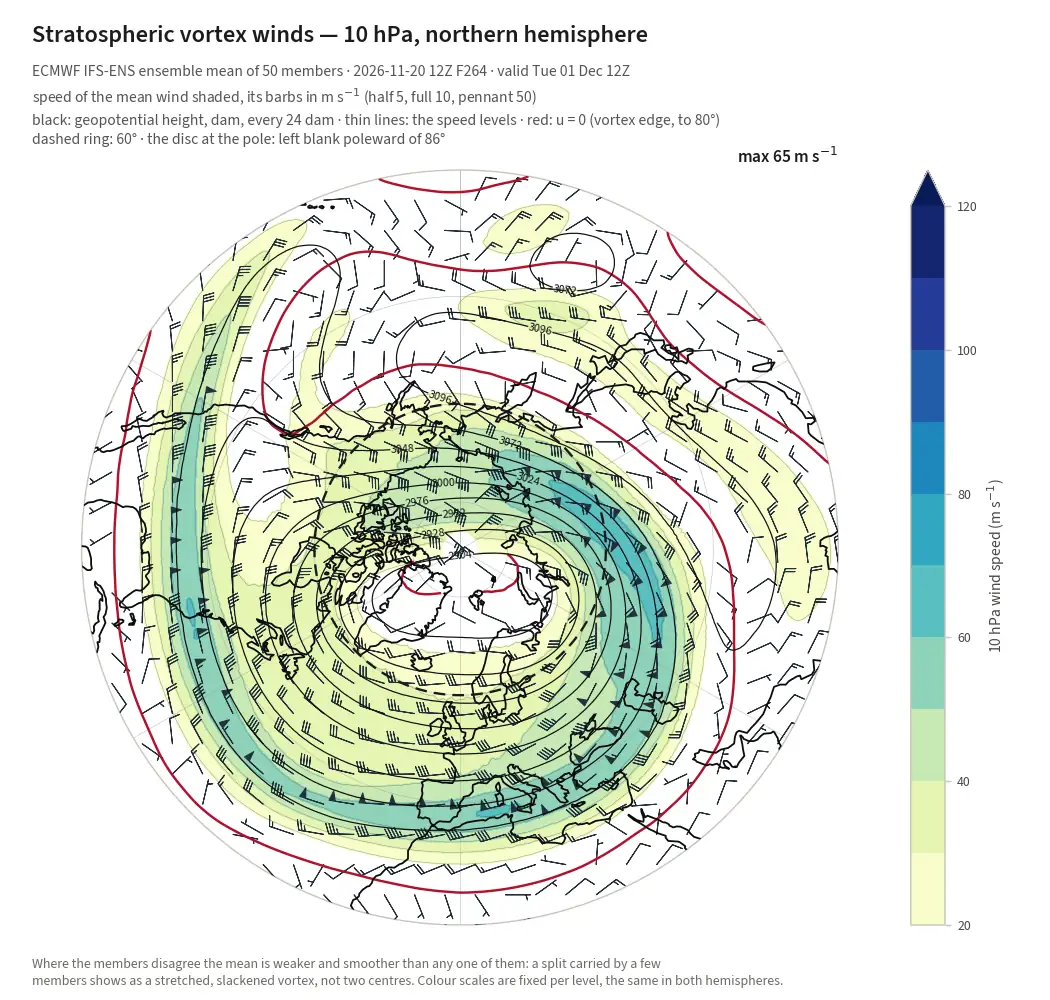 Stratospheric vortex winds — 10 hPa, northern hemisphere
ECMWF IFS-ENS ensemble mean of 50 members · 2026-11-20 12Z F264 · valid Tue 01 Dec 12Z
speed of the mean wind shaded, its barbs in m s⁻¹ (half 5, full 10, pennant 50)
black: geopotential height, dam, every 24 dam · thin lines: the speed levels · red: u = 0 (vortex edge, to 80°)
dashed ring: 60° · the disc at the pole: left blank poleward of 86°
max 65 m s⁻¹
120
100
80
60
40
20
10 hPa wind speed (m s⁻¹)
3072
3096
3096
3072
3048
3024
3000
2976
2928
2904
Where the members disagree the mean is weaker and smoother than any one of them: a split carried by a few
members shows as a stretched, slackened vortex, not two centres. Colour scales are fixed per level, the same in both hemispheres.